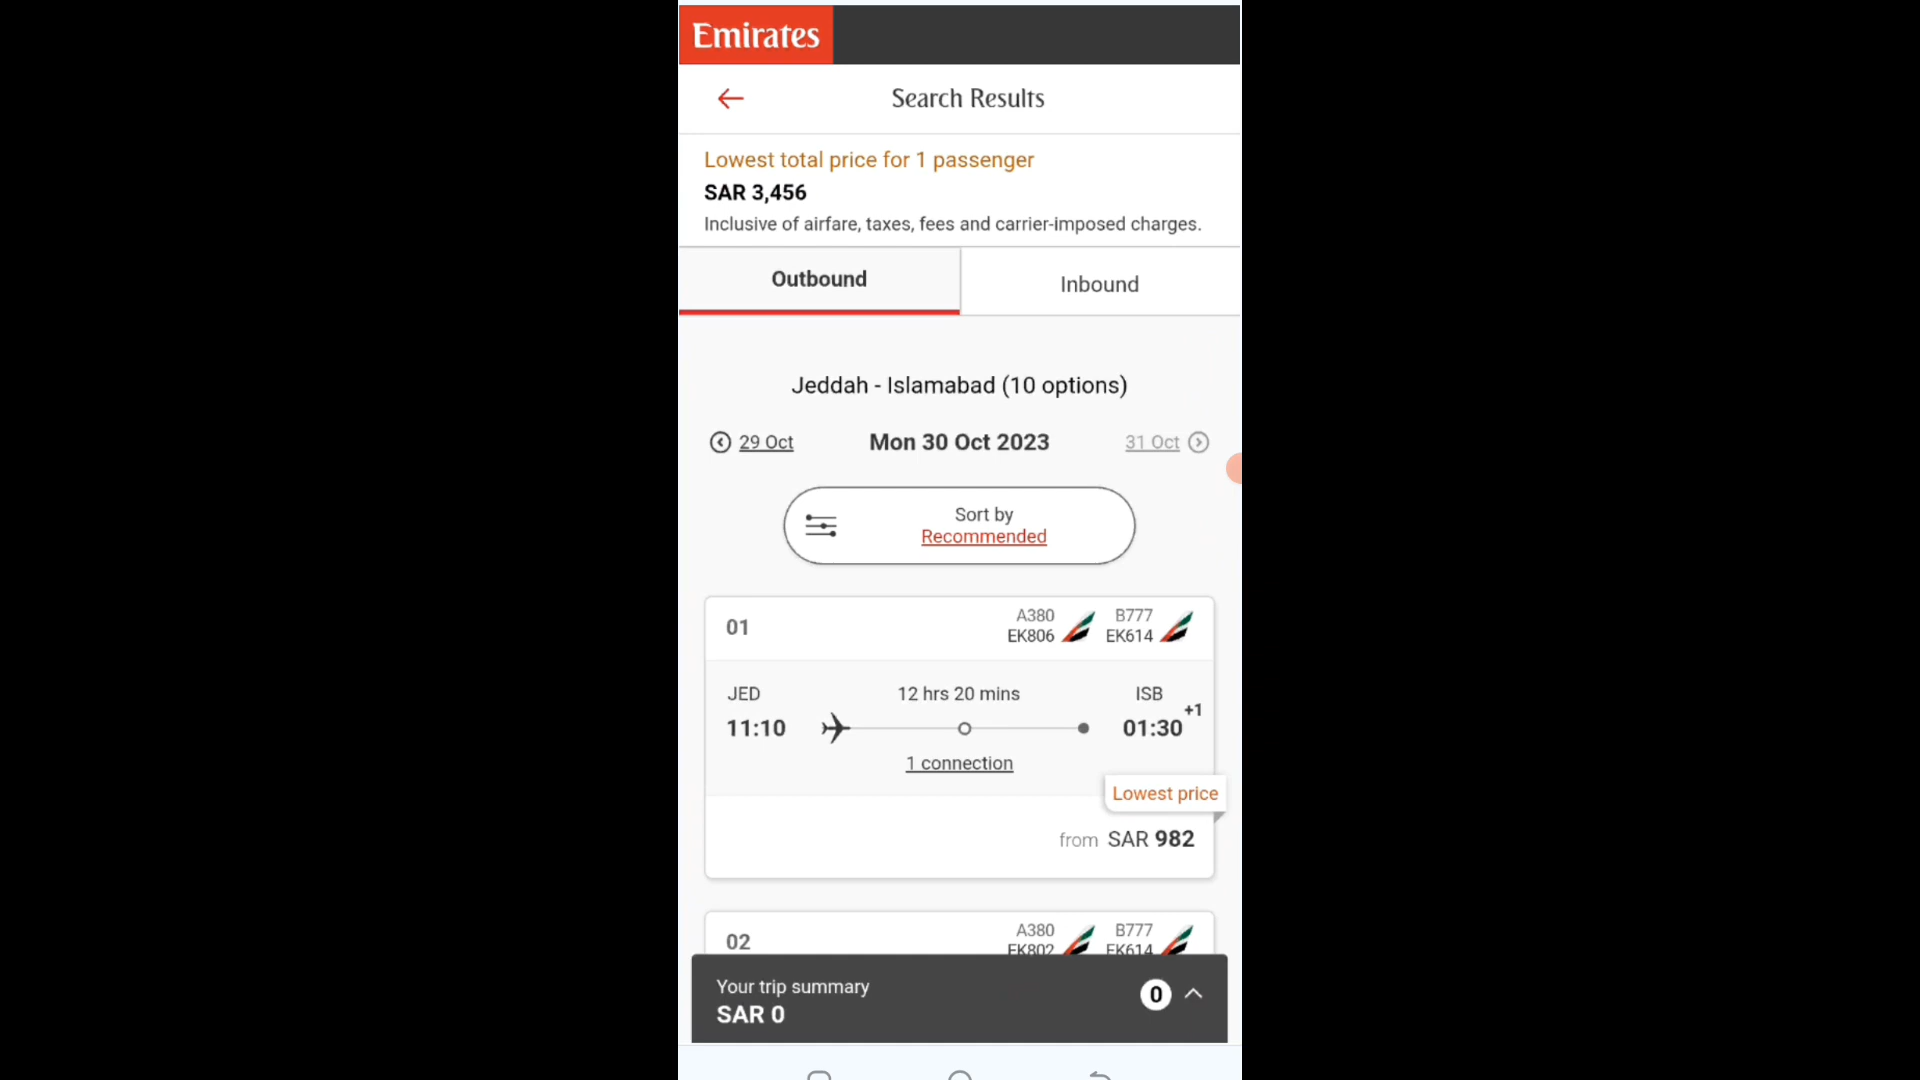 Emirates
Search Results
Lowest total price for 1 passenger
SAR 3,456
Inclusive of airfare, taxes, fees and carrier-imposed charges.
Outbound
Inbound
Jeddah - Islamabad (10 options)
29 Oct
Mon 30 Oct 2023
31 Oct
Sort by
Recommended
01
A380
EK806
B777
EK614
JED
12 hrs 20 mins
ISB
11:10
01:30 +1
1 connection
Lowest price
from SAR 982
02
A380
EK802
B777
EK614
Your trip summary
SAR 0
0